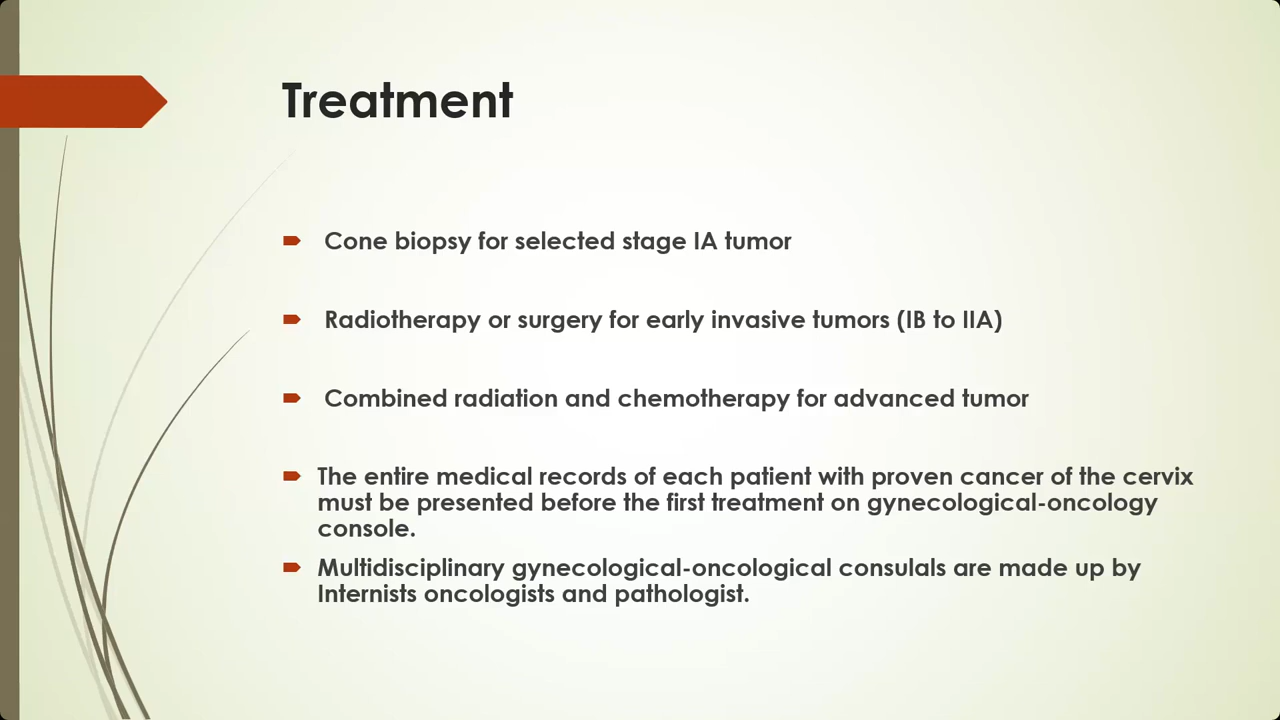 Treatment
Cone biopsy for selected stage IA tumor
Radiotherapy or surgery for early invasive tumors (IB to IIA)
Combined radiation and chemotherapy for advanced tumor
The entire medical records of each patient with proven cancer of the cervix
must be presented before the first treatment on gynecological-oncology
console.
Multidisciplinary gynecological-oncological consulals are made up by
Internists oncologists and pathologist.